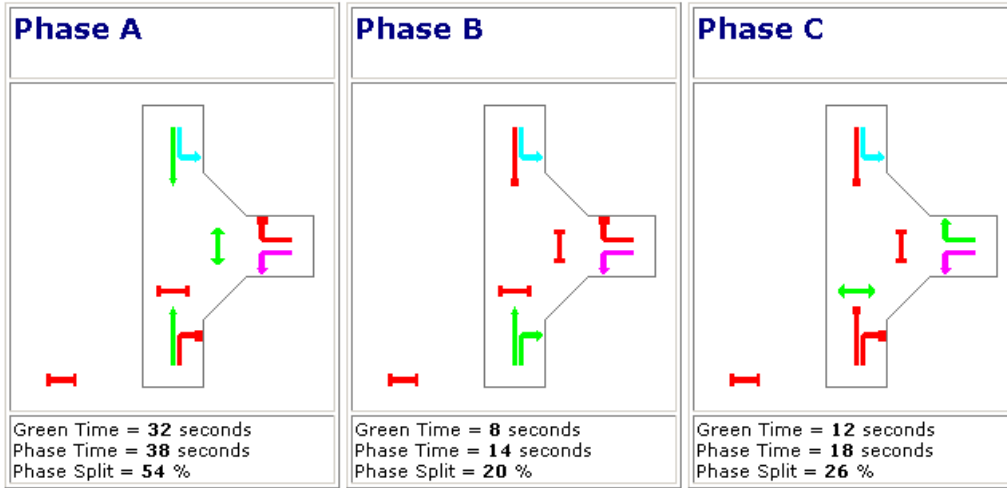 Phase A
Green Time = 32 seconds
Phase Time = 38 seconds
Phase Split = 54 %
Phase B
Green Time = 8 seconds
Phase Time = 14 seconds
Phase Split = 20 %
Phase C
Green Time = 12 seconds
Phase Time = 18 seconds
Phase Split = 26 %